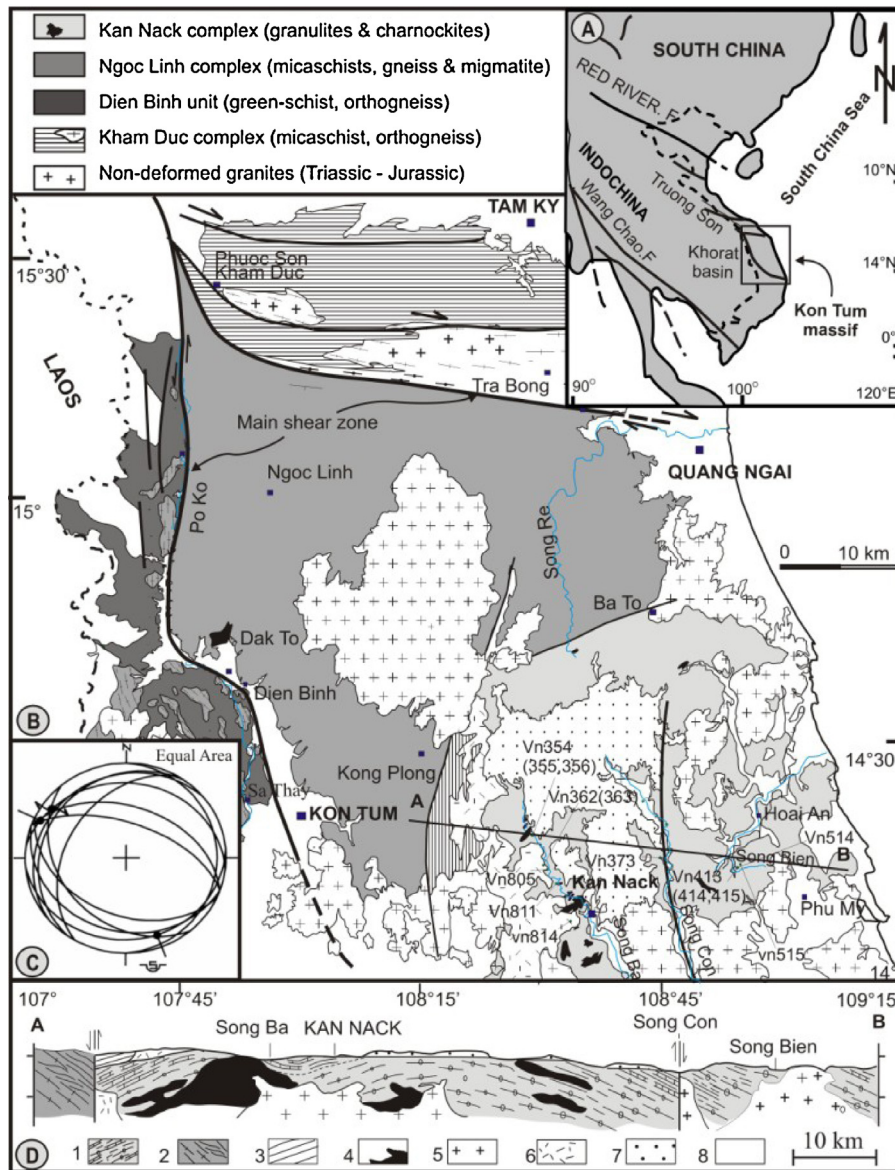 Kan Nack complex (granulites & charnockites)
Ngoc Linh complex (micaschists, gneiss & migmatite)
Dien Binh unit (green-schist, orthogneiss)
Kham Duc complex (micaschist, orthogneiss)
Non-deformed granites (Triassic - Jurassic)
A
SOUTH CHINA
N
RED RIVER. F
South China Sea
10°N
INDOCHINA
Truong Son
Wang Chao.F
Khorat
basin
14°N
Kon Tum
massif
0°
90°
100°
120°E
TAM KY
15°30'
Phuoc Son
Kham Duc
LAOS
Tra Bong
Main shear zone
QUANG NGAI
Ngoc Linh
15°
Po Ko
Song Re
0 10 km
Ba To
Dak To
Dien Binh
B
14°30
Vn354
(355,356)
Equal Area
N
Kong Plong
Sa Thay
A
KON TUM
Vn362(363)
Hoai An
Vn514
Vn373
Song Bien
B
Vn805
Kan Nack
Vn413
(414,415)
Vn811
Phu My
vn814
Song Ba
Song Con
vn515
C
5
14°
107°
107°45'
108°15'
108°45
109°15'
A
Song Ba
KAN NACK
Song Con
B
Song Bien
D
1 2 3 4 5 6 7 8
10 km